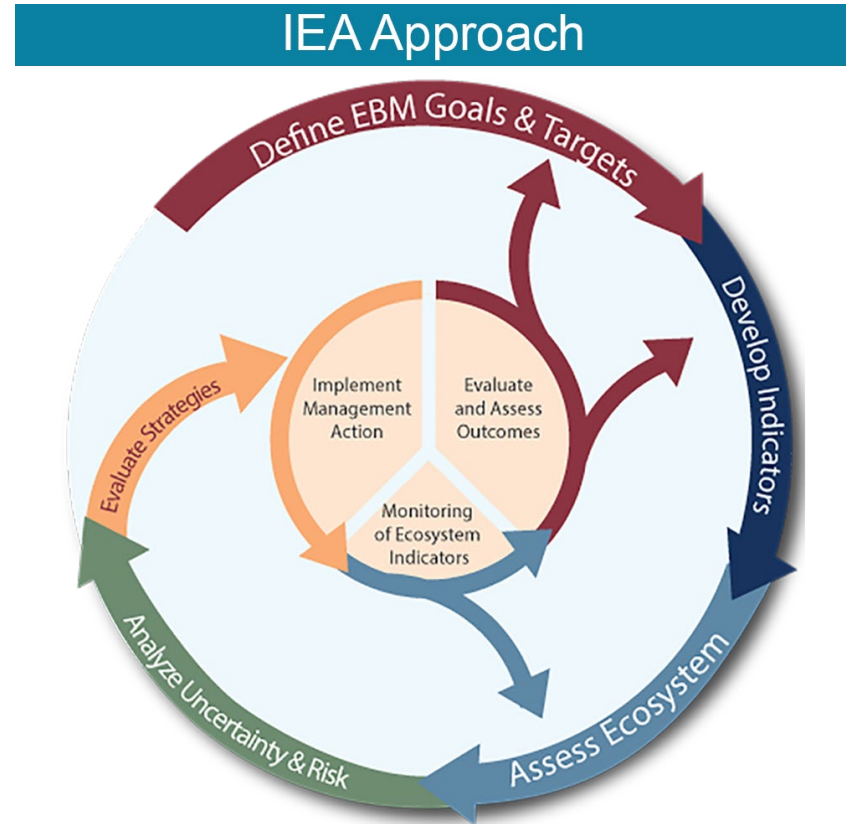 IEA Approach
Define EBM Goals & Targets
Develop Indicators
Assess Ecosystem
Analyze Uncertainty & Risk
Evaluate Strategies
Implement
Management
Action
Evaluate
and Assess
Outcomes
Monitoring
of Ecosystem
Indicators